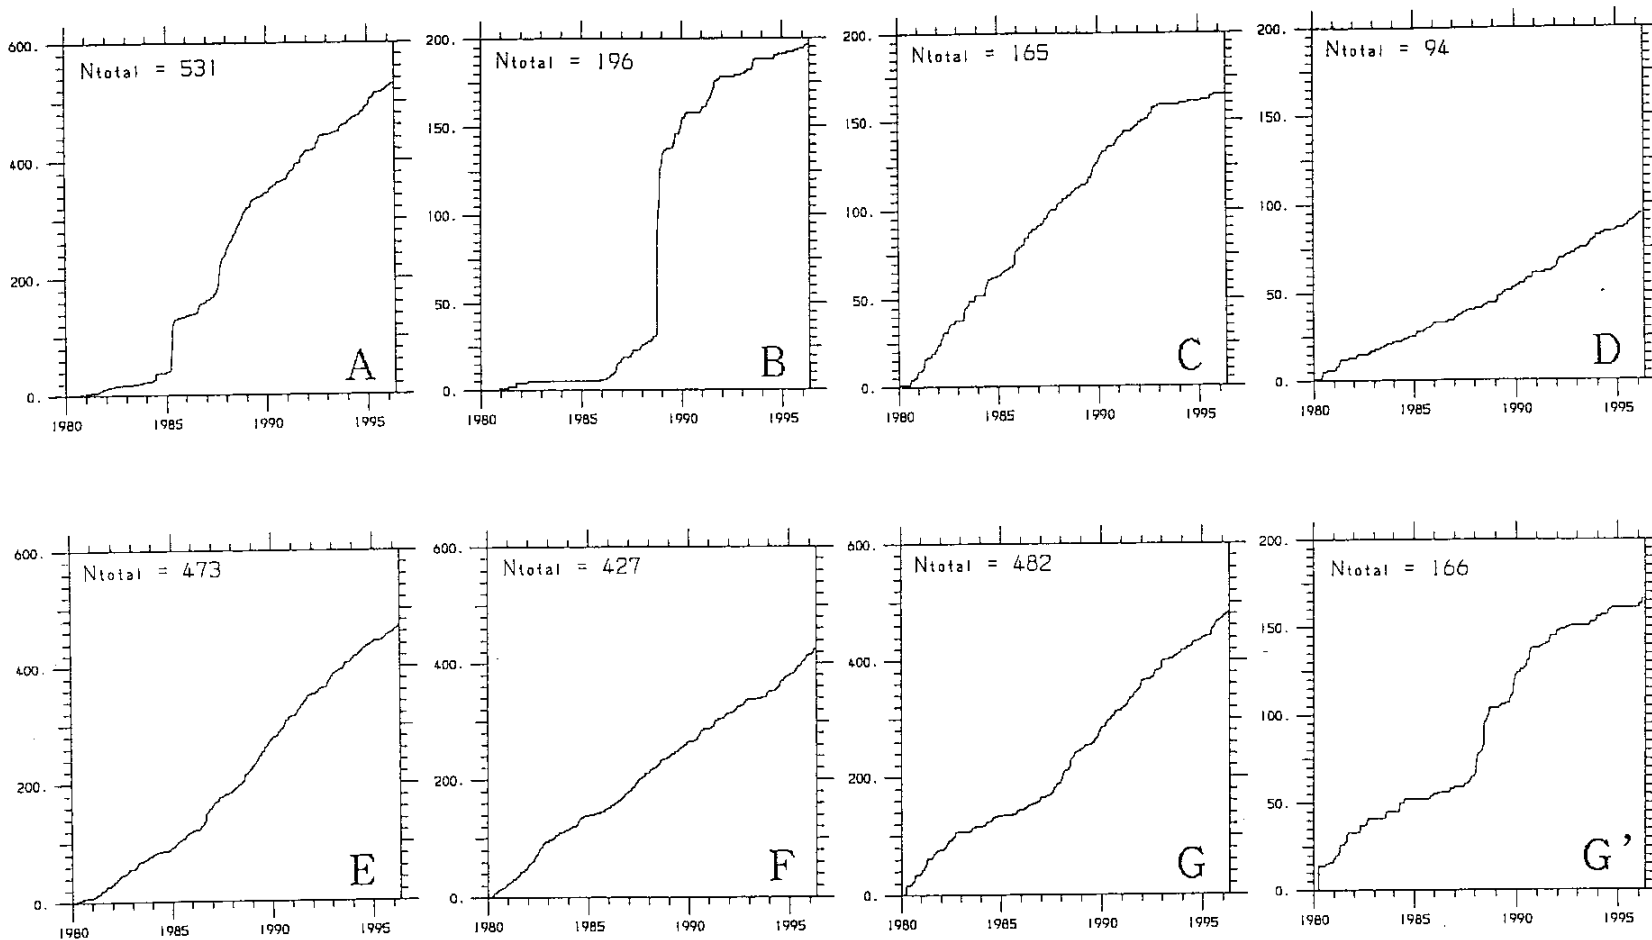 Ntotal = 531
600.
400.
200.
0.
1980 1985 1990 1995
A
Ntotal = 196
200.
150.
100.
50.
0.
1980 1985 1990 1995
B
Ntotal = 165
200.
150.
100.
50.
0.
1980 1985 1990 1995
C
Ntotal = 94
200.
150.
100.
50.
0.
1980 1985 1990 1995
D
Ntotal = 473
600.
400.
200.
0.
1980 1985 1990 1995
E
Ntotal = 427
600.
400.
200.
0.
1980 1985 1990 1995
F
Ntotal = 482
600.
400.
200.
0.
1980 1985 1990 1995
G
Ntotal = 166
200.
150.
100.
50.
0.
1980 1985 1990 1995
G'